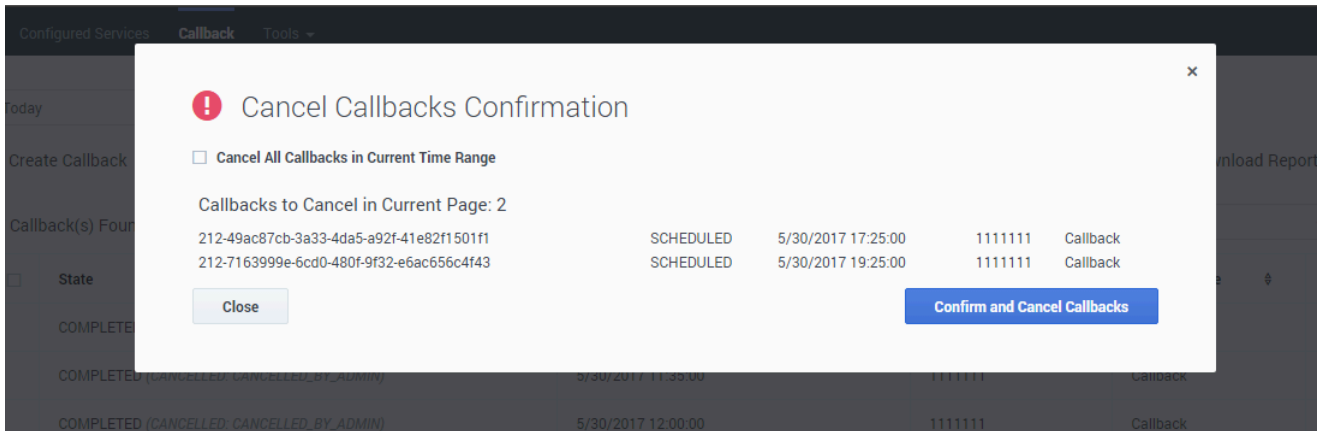 Configured Services Callback Tools
Today
Cancel Callbacks Confirmation
×
Cancel All Callbacks in Current Time Range
Create Callback
Report
Callbacks to Cancel in Current Page: 2
Callback(s)
212-49ac87cb-3a33-4da5-a92f-41e82f1501f1 SCHEDULED 5/30/2017 17:25:00 1111111 Callback
212-7163999e-6cd0-480f-9f32-e6ac656c4f43 SCHEDULED 5/30/2017 19:25:00 1111111 Callback
State
Close Confirm and Cancel Callbacks
COMPLETED (CANCELLED: CANCELLED_BY_ADMIN) 5/30/2017 11:35:00 1111111 Callback
COMPLETED (CANCELLED: CANCELLED_BY_ADMIN) 5/30/2017 12:00:00 1111111 Callback